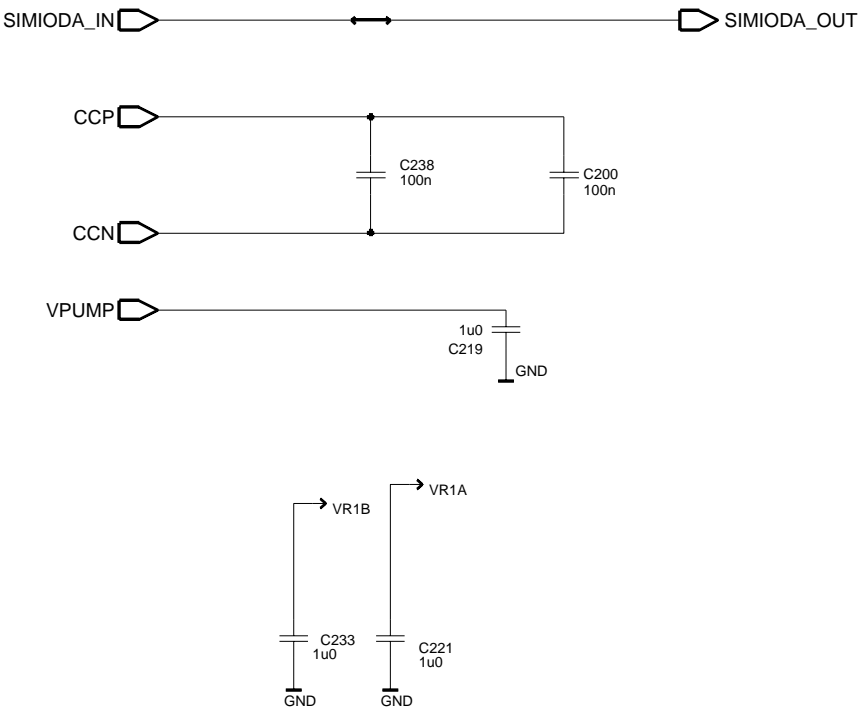 SIMIODA_IN
SIMIODA_OUT
CCP
C238
100n
C200
100n
CCN
VPUMP
1u0
C219
GND
VR1A
VR1B
C233
1u0
C221
1u0
GND
GND